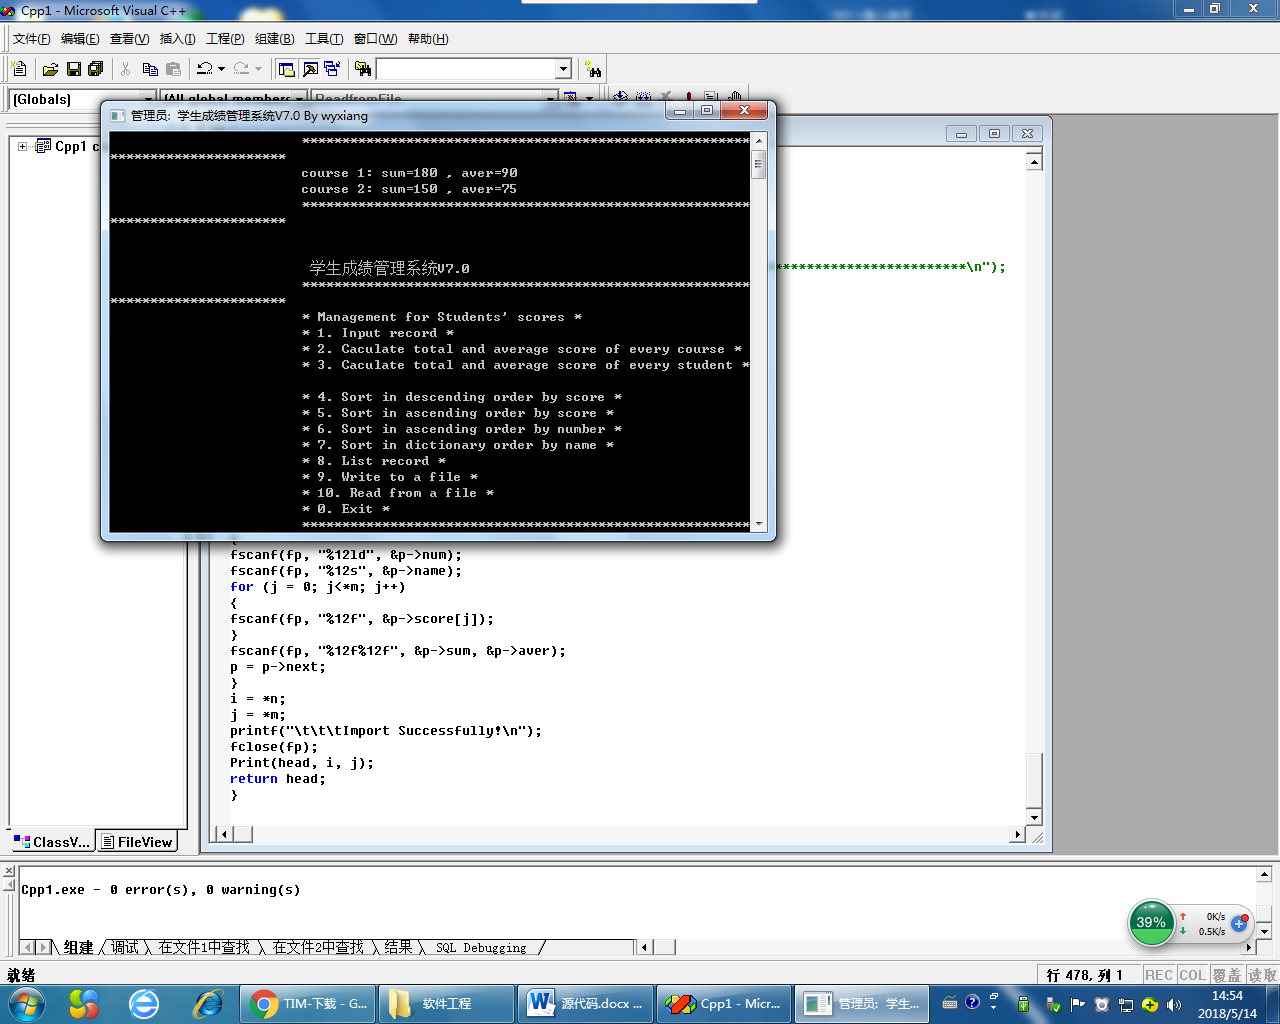 Cpp1 - Microsoft Visual C++
文件(F) 编辑(E) 查看(V) 插入(I) 工程(P) 组建(B) 工具(T) 窗口(W) 帮助(H)
(Globals) (All global members ReadfromFile
管理员: 学生成绩管理系统V7.0 By wyxiang
Cpp1 c
********************************************************
**********************
course 1: sum=180 , aver=90
course 2: sum=150 , aver=75
********************************************************
**********************
学生成绩管理系统V7.0
********************************************************
**********************
* Management for Students' scores *
* 1. Input record *
* 2. Caculate total and average score of every course *
* 3. Caculate total and average score of every student *
* 4. Sort in descending order by score *
* 5. Sort in ascending order by score *
* 6. Sort in ascending order by number *
* 7. Sort in dictionary order by name *
* 8. List record *
* 9. Write to a file *
* 10. Read from a file *
* 0. Exit *
********************************************************
************************\n");
fscanf(fp, "%12ld", &p->num);
fscanf(fp, "%12s", &p->name);
for (j = 0; j<*m; j++)
{
fscanf(fp, "%12f", &p->score[j]);
}
fscanf(fp, "%12f%12f", &p->sum, &p->aver);
p = p->next;
}
i = *n;
j = *m;
printf("\t\t\tImport Successfully!\n");
fclose(fp);
Print(head, i, j);
return head;
}
ClassV... FileView
Cpp1.exe - 0 error(s), 0 warning(s)
39% 0K/s
0.5K/s
组建 调试 在文件1中查找 在文件2中查找 结果 SQL Debugging
就绪 行 478, 列 1 REC COL 覆盖 读取
TIM-下载 - G... 软件工程 源代码.docx ... Cpp1 - Micr... 管理员: 学生...
14:54
2018/5/14